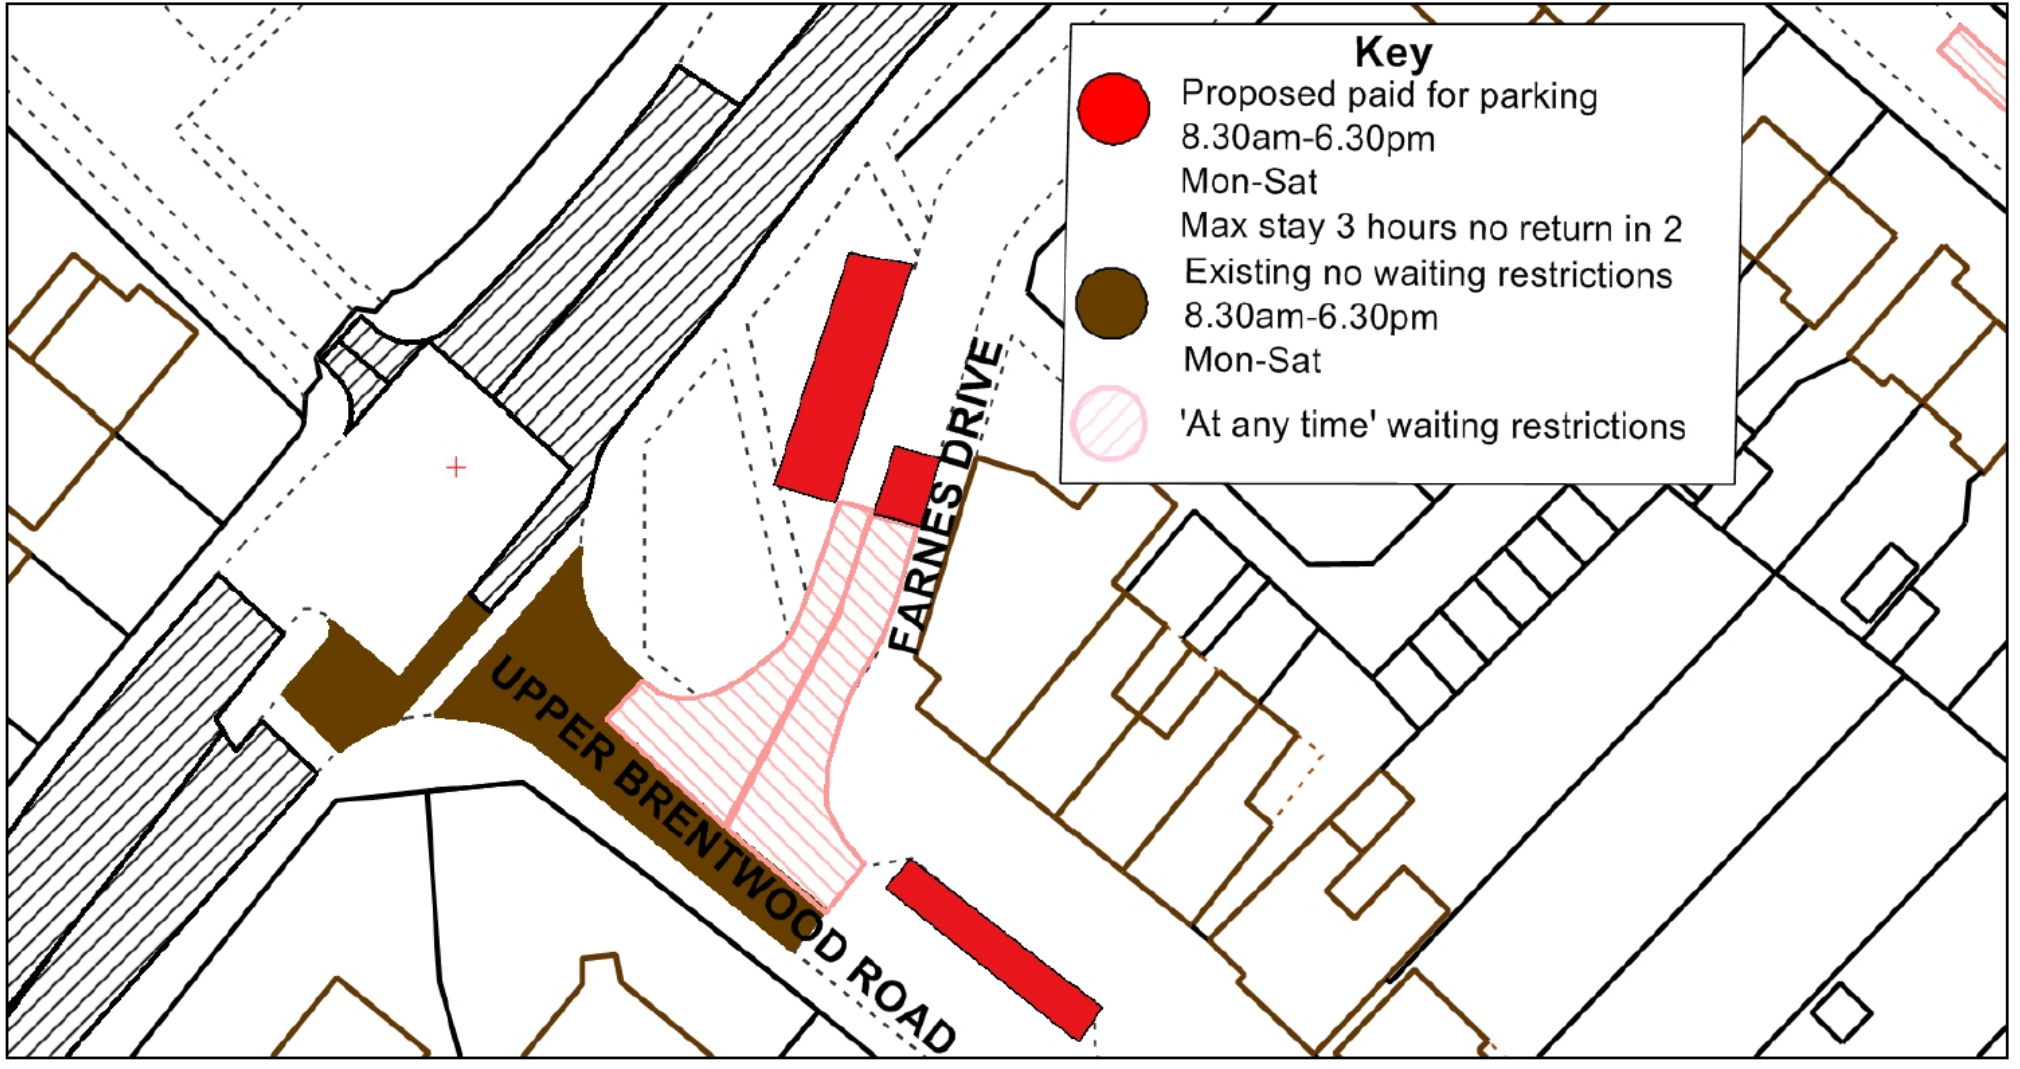 Key
Proposed paid for parking
8.30am-6.30pm
Mon-Sat
Max stay 3 hours no return in 2
Existing no waiting restrictions
8.30am-6.30pm
Mon-Sat
'At any time' waiting restrictions
FARNES DRIVE
UPPER BRENTWOOD ROAD